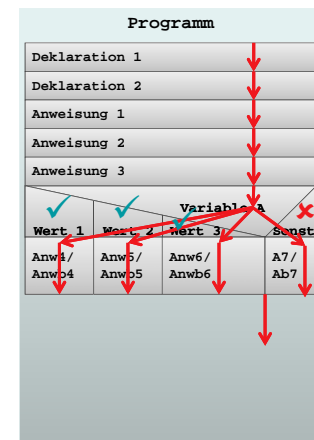 Programm
Deklaration 1
Deklaration 2
Anweisung 1
Anweisung 2
Anweisung 3
Variable A
Wert 1 Wert 2 Wert 3 Sonst
Anw4/ Anw5/ Anw6/ A7/
Anwb4 Anwb5 Anwb6 Ab7